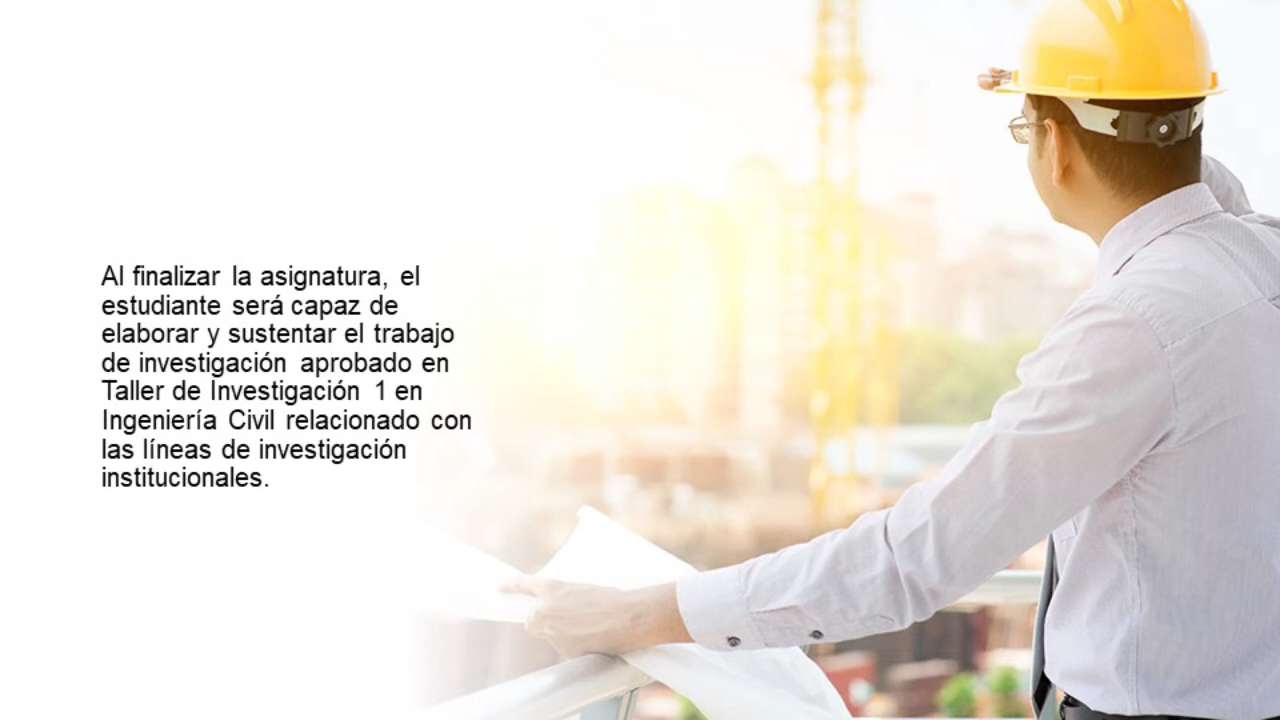 Al finalizar la asignatura, el
estudiante será capaz de
elaborar y sustentar el trabajo
de investigación aprobado en
Taller de Investigación 1 en
Ingeniería Civil relacionado con
las líneas de investigación
institucionales.